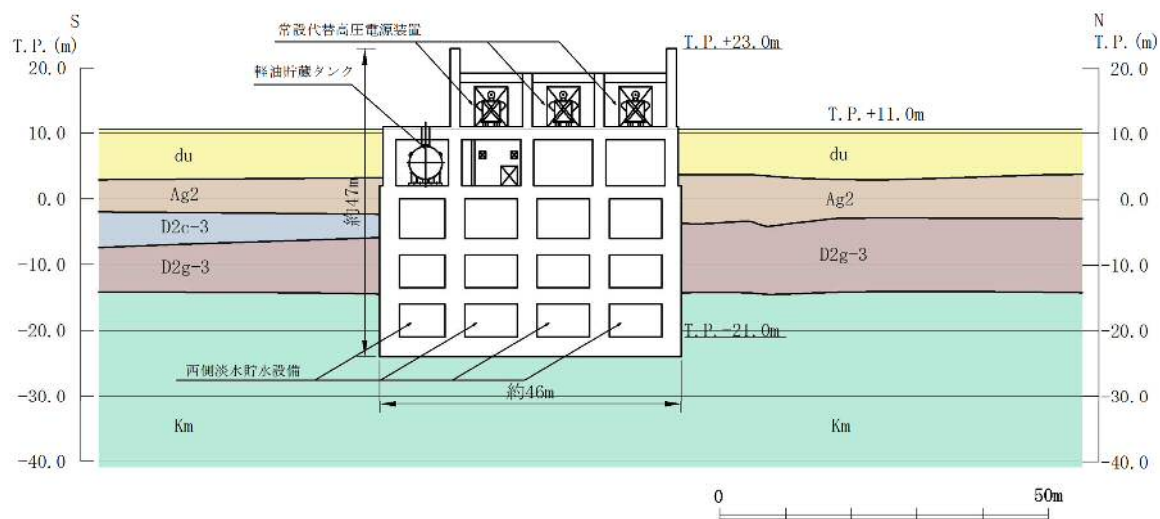 S
T.P.(m)
N
T.P.(m)
常設代替高圧電源装置
T.P.+23.0m
軽油貯蔵タンク
T.P.+11.0m
20.0
10.0
0.0
-10.0
-20.0
-30.0
-40.0
20.0
10.0
0.0
-10.0
-20.0
-30.0
-40.0
du
Ag2
D2c-3
D2g-3
Km
約47m
du
Ag2
D2g-3
Km
T.P.-21.0m
西側淡水貯水設備
約46m
0
50m